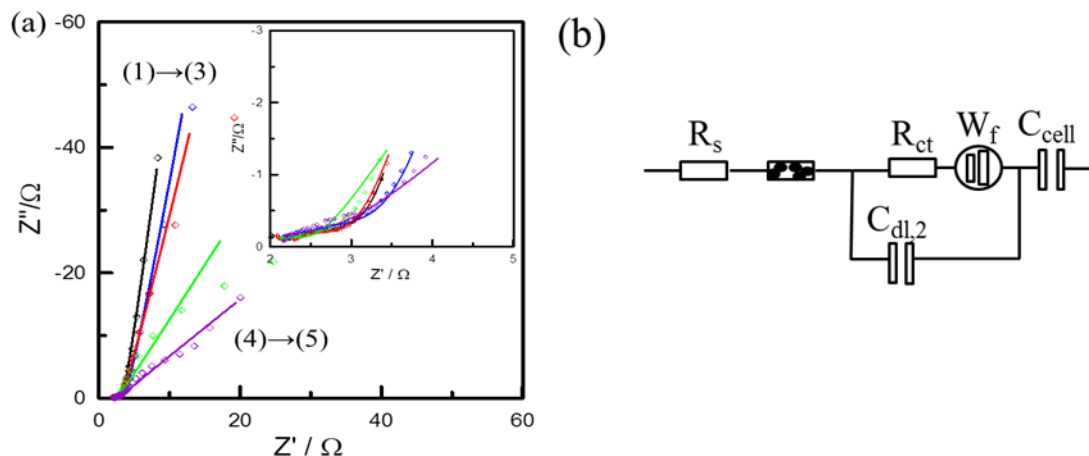 (a)
-60
-40
-20
0
0
20
40
60
Z''/Ω
Z' / Ω
(1)→(3)
(4)→(5)
-3
-2
-1
0
2
3
4
5
Z''/Ω
Z' / Ω
(b)
Rs
Rct
Wf
Ccell
Cdl,2